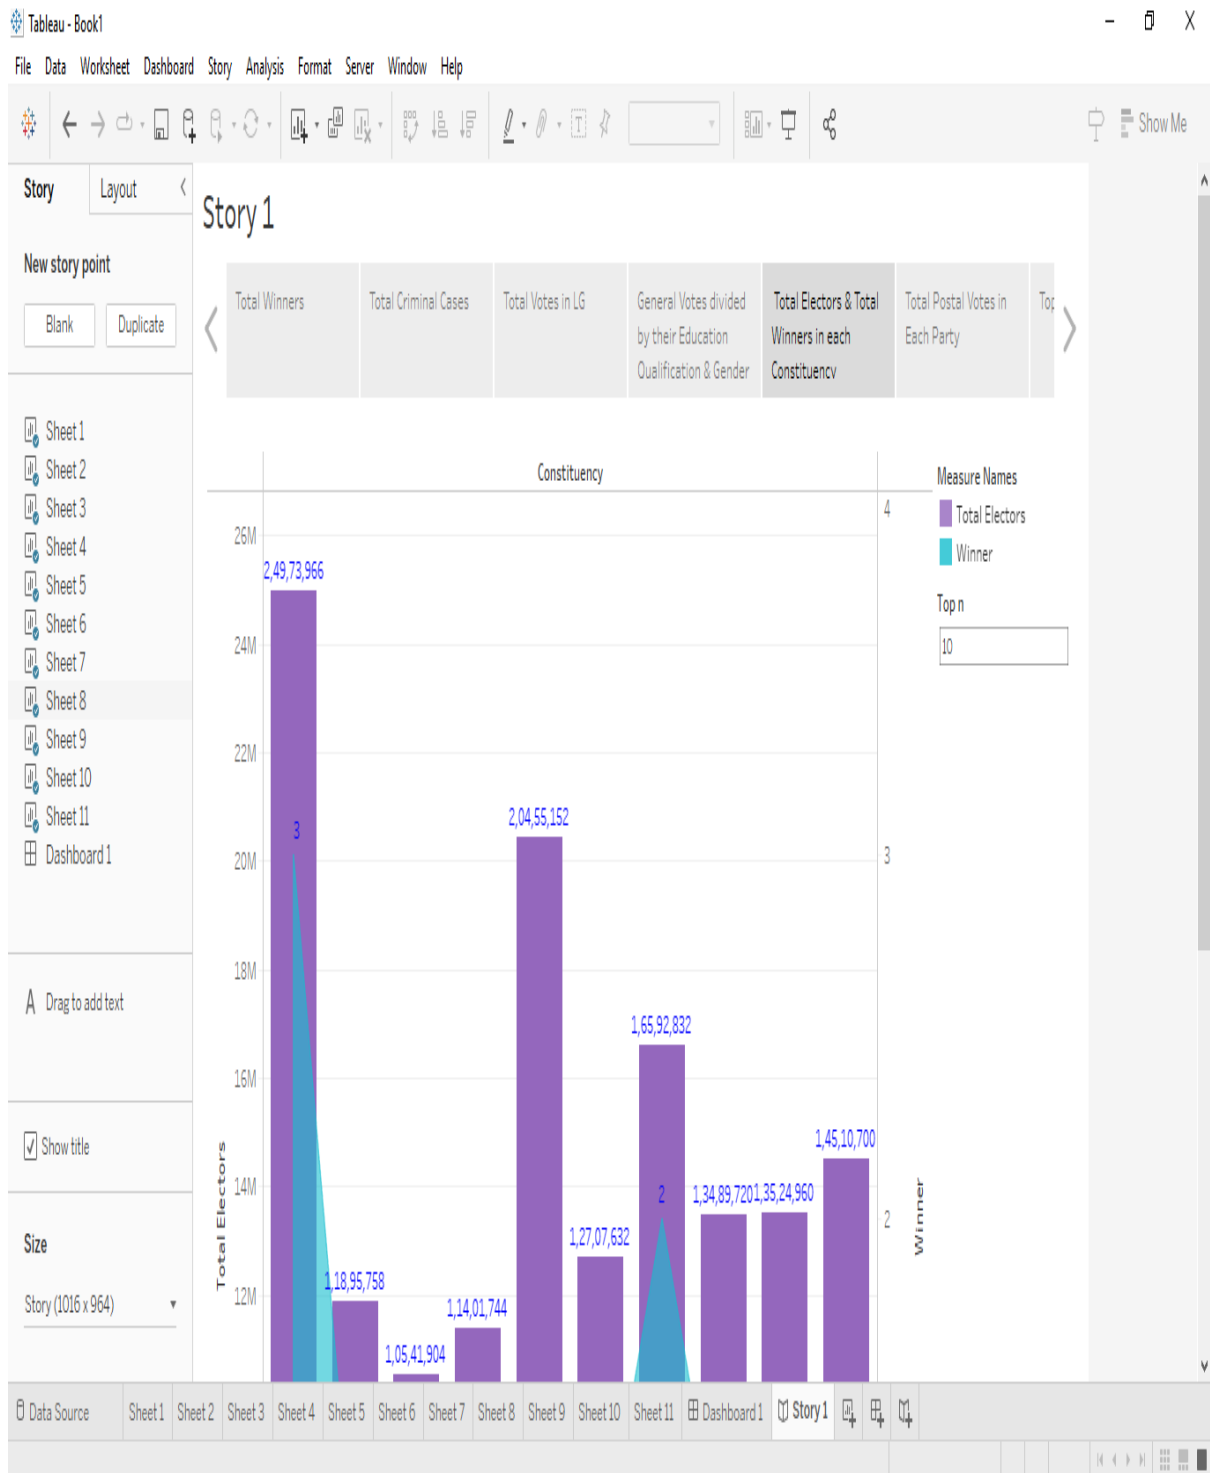 Tableau - Book1
File Data Worksheet Dashboard Story Analysis Format Server Window Help
Show Me
Story Layout
New story point
Blank Duplicate
Sheet 1
Sheet 2
Sheet 3
Sheet 4
Sheet 5
Sheet 6
Sheet 7
Sheet 8
Sheet 9
Sheet 10
Sheet 11
Dashboard 1
A Drag to add text
Show title
Size
Story (1016 x 964)
Story 1
Total Winners
Total Criminal Cases
Total Votes in LG
General Votes divided
by their Education
Qualification & Gender
Total Electors & Total
Winners in each
Constituency
Total Postal Votes in
Each Party
Top
Constituency
26M
24M
22M
20M
18M
16M
14M
12M
Total Electors
2,49,73,966
3
1,18,95,758
1,05,41,904
1,14,01,744
2,04,55,152
1,27,07,632
1,65,92,832
2
1,34,89,720
1,35,24,960
1,45,10,700
4
3
2
Winner
Measure Names
Total Electors
Winner
Top n
10
Data Source Sheet 1 Sheet 2 Sheet 3 Sheet 4 Sheet 5 Sheet 6 Sheet 7 Sheet 8 Sheet 9 Sheet 10 Sheet 11 Dashboard 1 Story 1